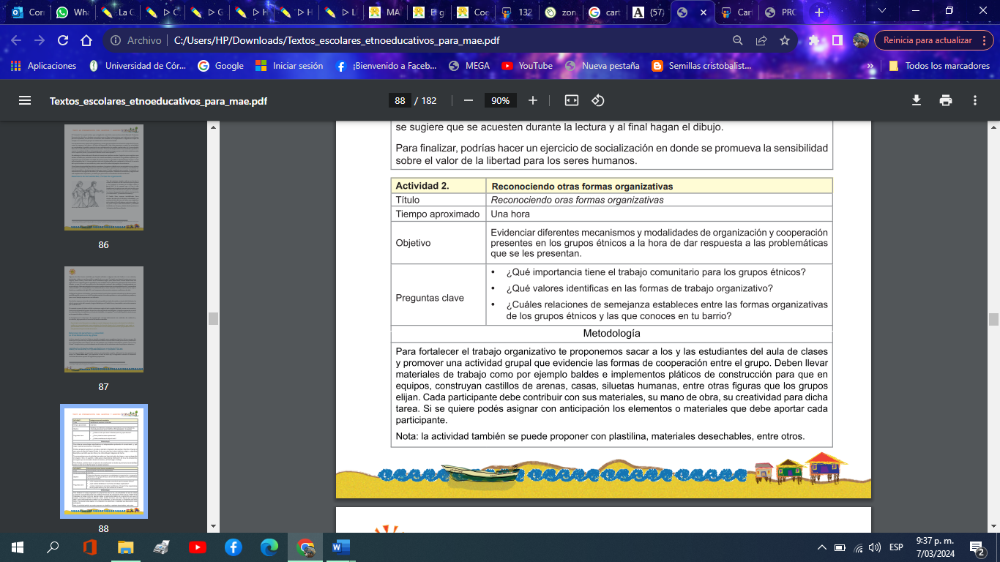 Con
Wha
La G
C
G
H
H
Li
MA
El g
Coc
132
zon
cart
(57)
Cart
PRC
Archivo
C:/Users/HP/Downloads/Textos_escolares_etnoeducativos_para_mae.pdf
Reinicia para actualizar
Aplicaciones
Universidad de Cór...
Google
Iniciar sesión
¡Bienvenido a Faceb...
MEGA
YouTube
Nueva pestaña
Semillas cristobalist...
»
Todos los marcadores
Textos_escolares_etnoeducativos_para_mae.pdf
88 / 182
90%
86
87
88
se sugiere que se acuesten durante la lectura y al final hagan el dibujo.
Para finalizar, podrías hacer un ejercicio de socialización en donde se promueva la sensibilidad
sobre el valor de la libertad para los seres humanos.
Actividad 2. Reconociendo otras formas organizativas
Título Reconociendo oras formas organizativas
Tiempo aproximado Una hora
Objetivo
Evidenciar diferentes mecanismos y modalidades de organización y cooperación
presentes en los grupos étnicos a la hora de dar respuesta a las problemáticas
que se les presentan.
Preguntas clave
• ¿Qué importancia tiene el trabajo comunitario para los grupos étnicos?
• ¿Qué valores identificas en las formas de trabajo organizativo?
• ¿Cuáles relaciones de semejanza estableces entre las formas organizativas
de los grupos étnicos y las que conoces en tu barrio?
Metodología
Para fortalecer el trabajo organizativo te proponemos sacar a los y las estudiantes del aula de clases
y promover una actividad grupal que evidencie las formas de cooperación entre el grupo. Deben llevar
materiales de trabajo como por ejemplo baldes e implementos pláticos de construcción para que en
equipos, construyan castillos de arenas, casas, siluetas humanas, entre otras figuras que los grupos
elijan. Cada participante debe contribuir con sus materiales, su mano de obra, su creatividad para dicha
tarea. Si se quiere podés asignar con anticipación los elementos o materiales que debe aportar cada
participante.
Nota: la actividad también se puede proponer con plastilina, materiales desechables, entre otros.
ESP
9:37 p. m.
7/03/2024
2